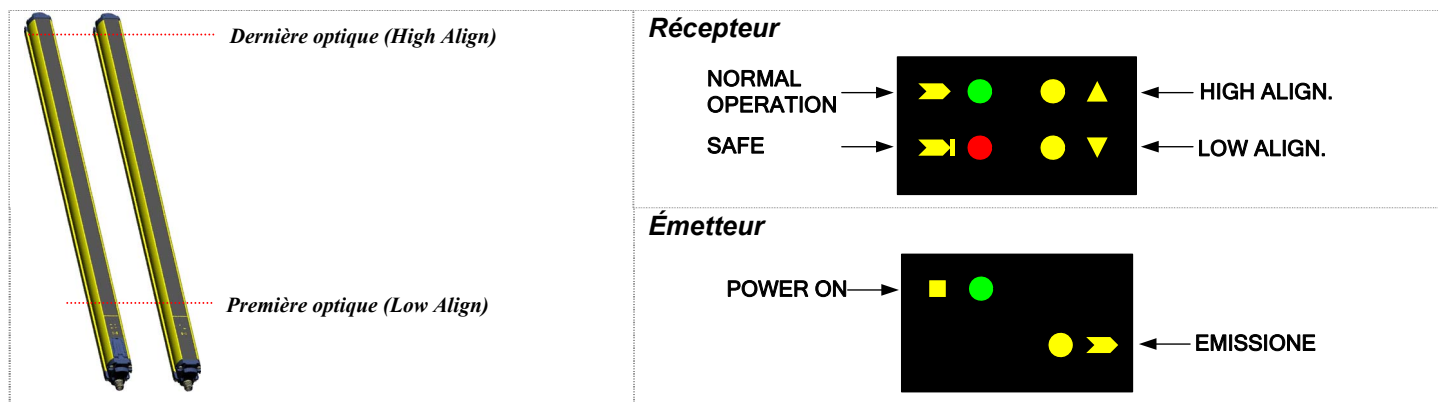 Dernière optique (High Align)
Première optique (Low Align)
Récepteur
NORMAL
OPERATION
SAFE
HIGH ALIGN.
LOW ALIGN.
Émetteur
POWER ON
EMISSIONE